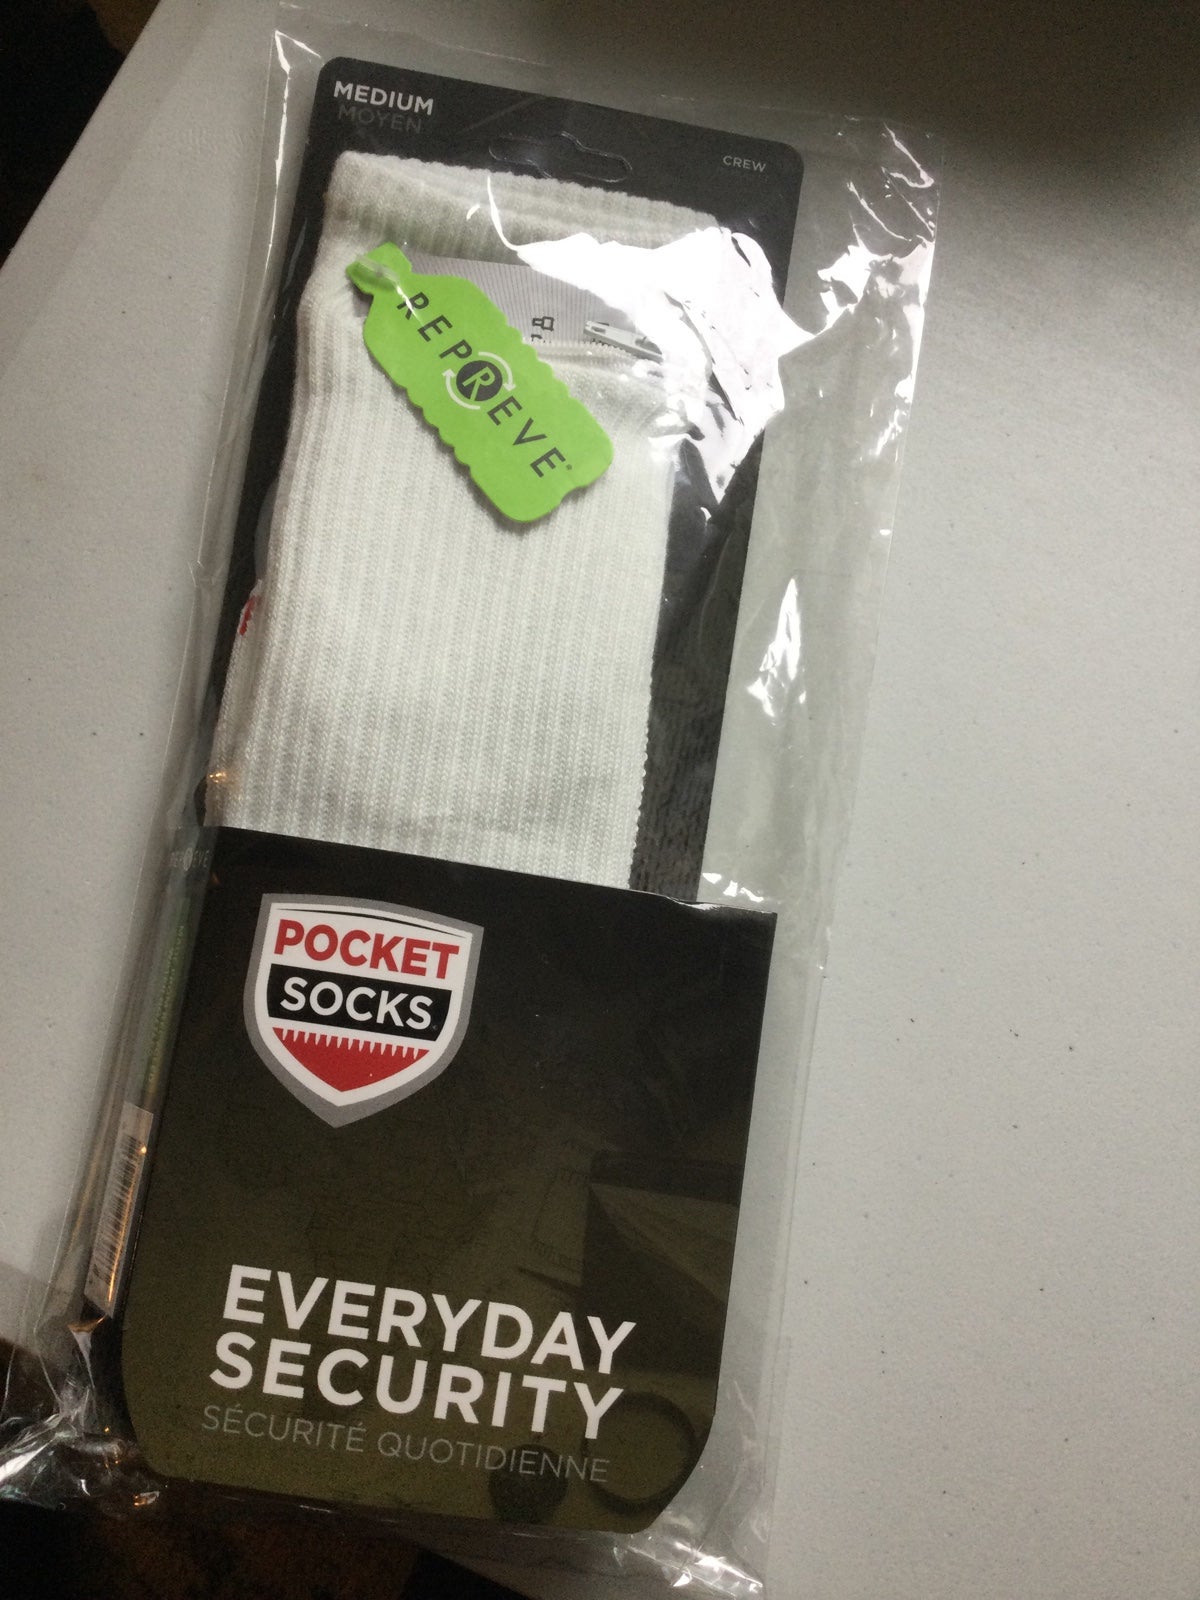 MEDIUM
MOYEN
CREW
REPREVE
POCKET
SOCKS
EVERYDAY
SECURITY
SÉCURITÉ QUOTIDIENNE